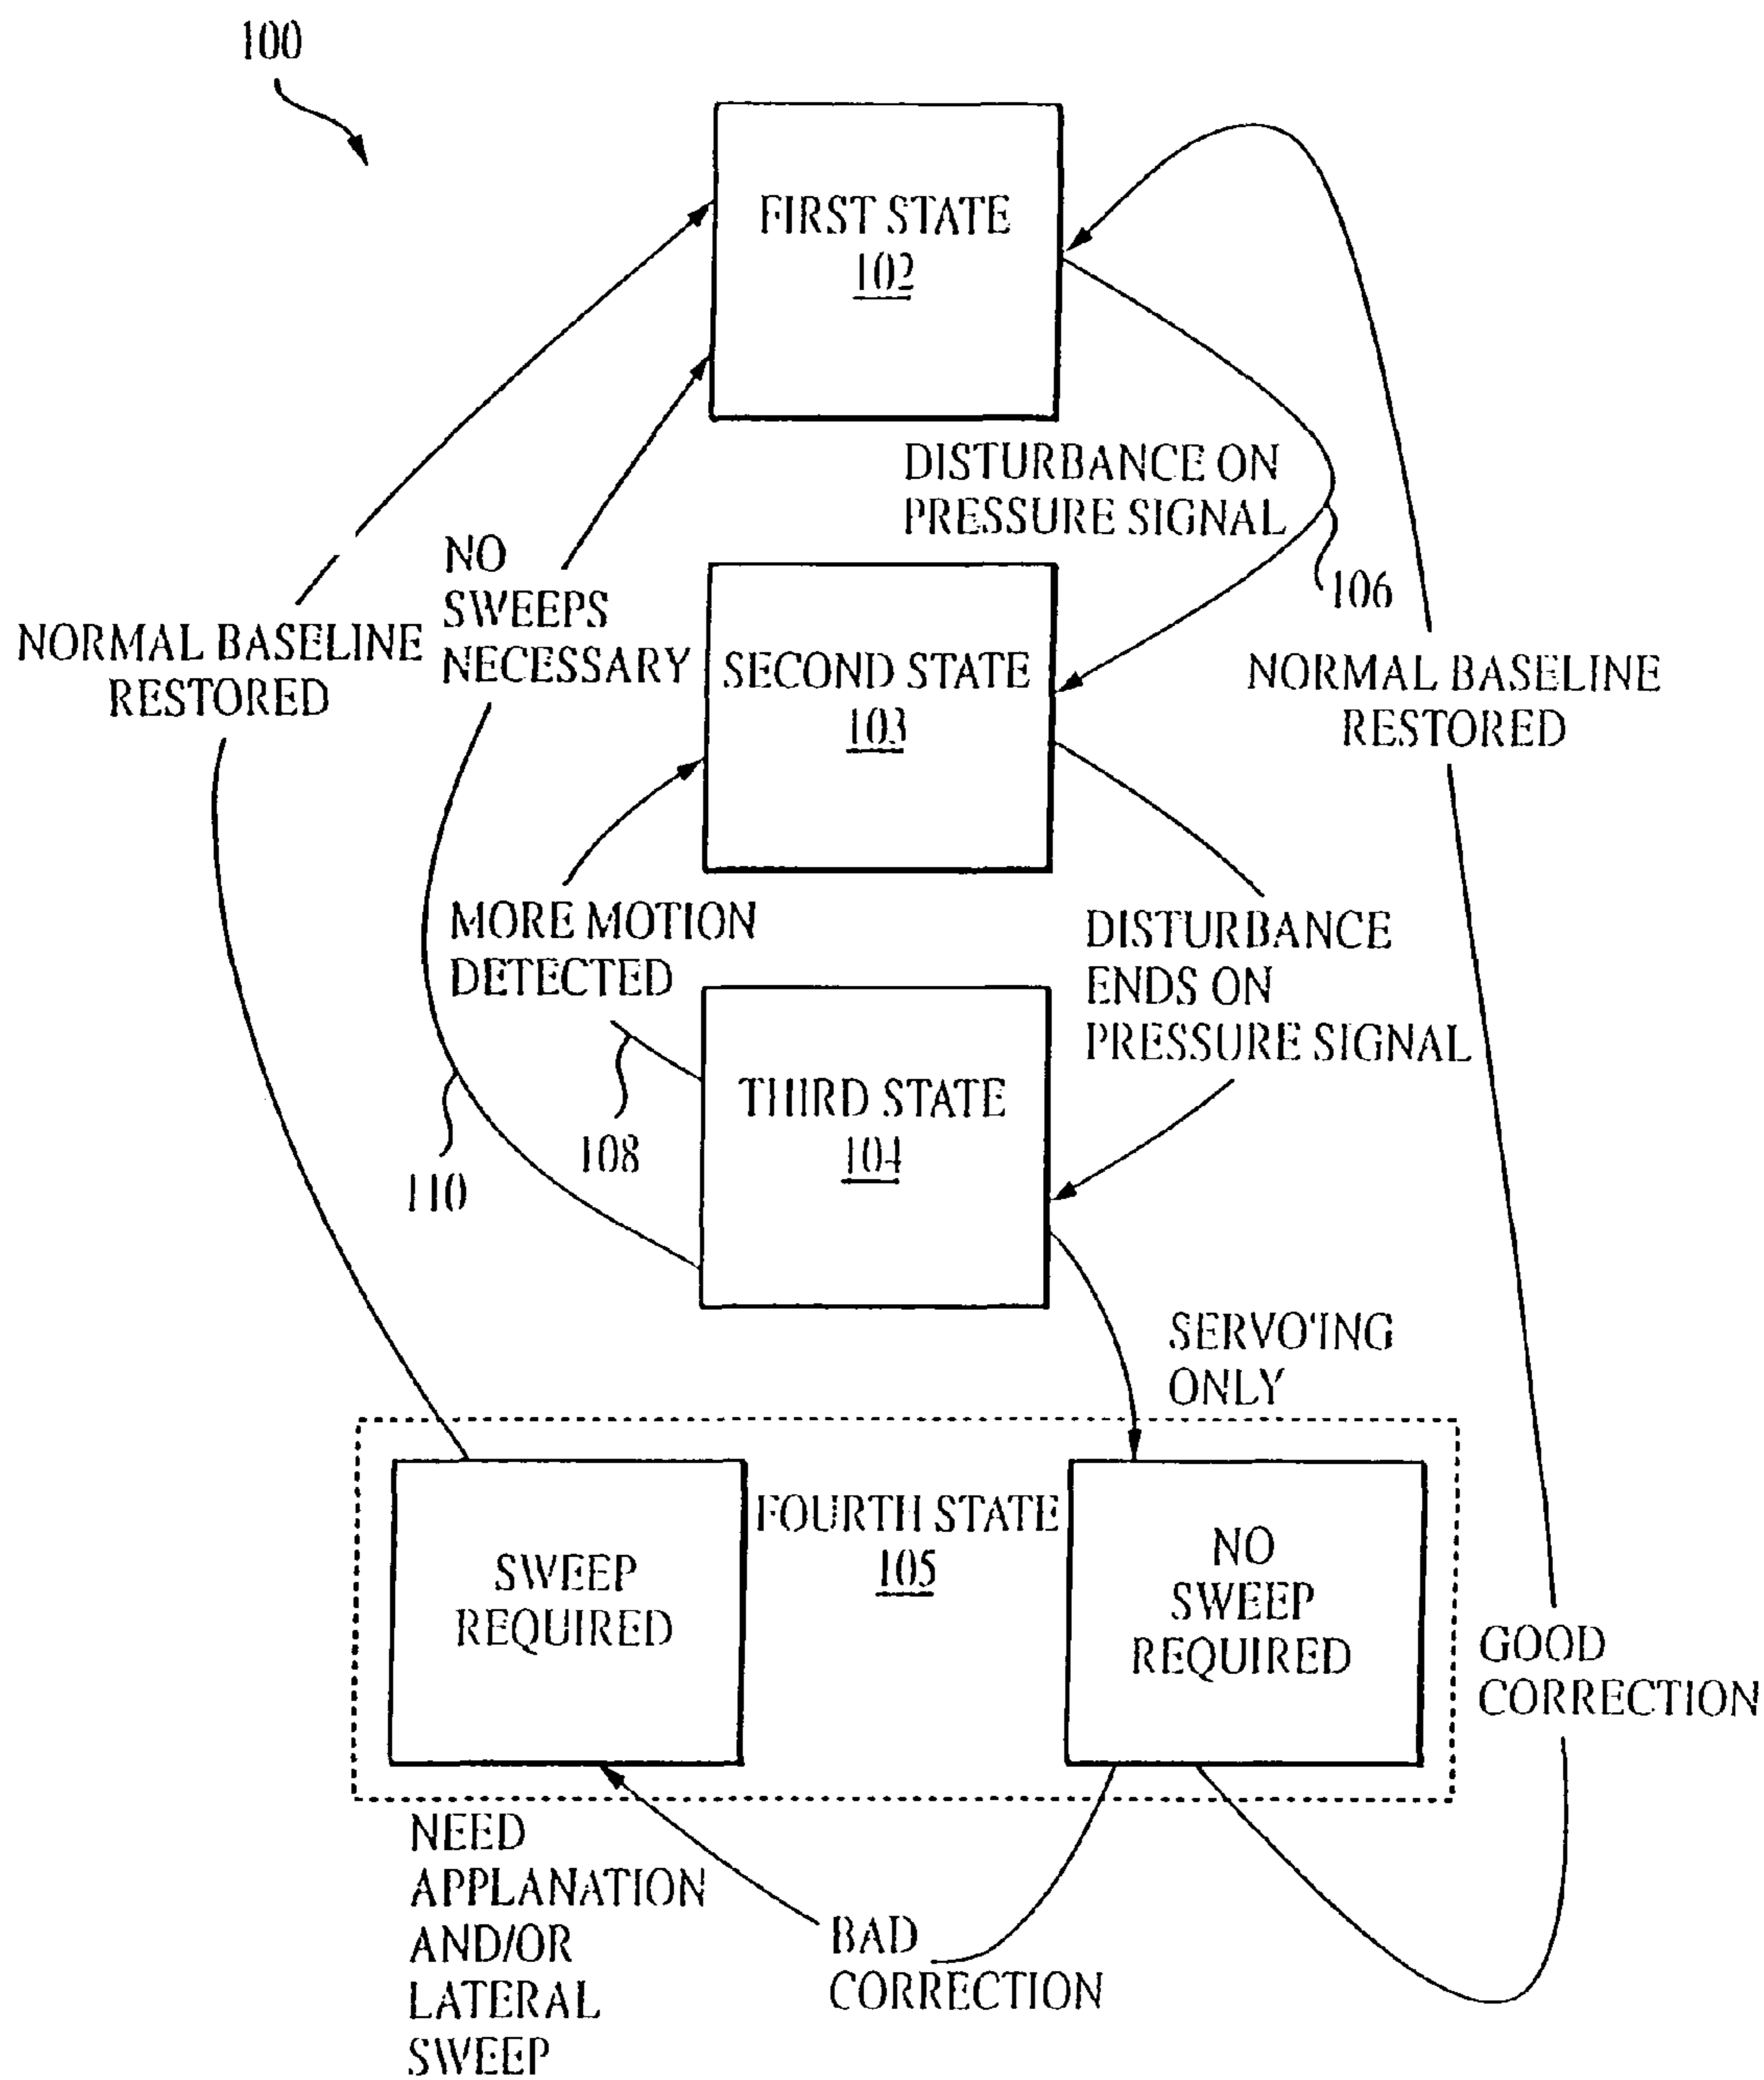 100
FIRST STATE
102
DISTURBANCE ON
PRESSURE SIGNAL
106
NO
SWEEPS
NECESSARY
NORMAL BASELINE
RESTORED
SECOND STATE
103
NORMAL BASELINE
RESTORED
MORE MOTION
DETECTED
DISTURBANCE
ENDS ON
PRESSURE SIGNAL
THIRD STATE
104
108
110
SERVO'ING
ONLY
SWEEP
REQUIRED
FOURTH STATE
105
NO
SWEEP
REQUIRED
GOOD
CORRECTION
NEED
APPLANATION
AND/OR
LATERAL
SWEEP
BAD
CORRECTION